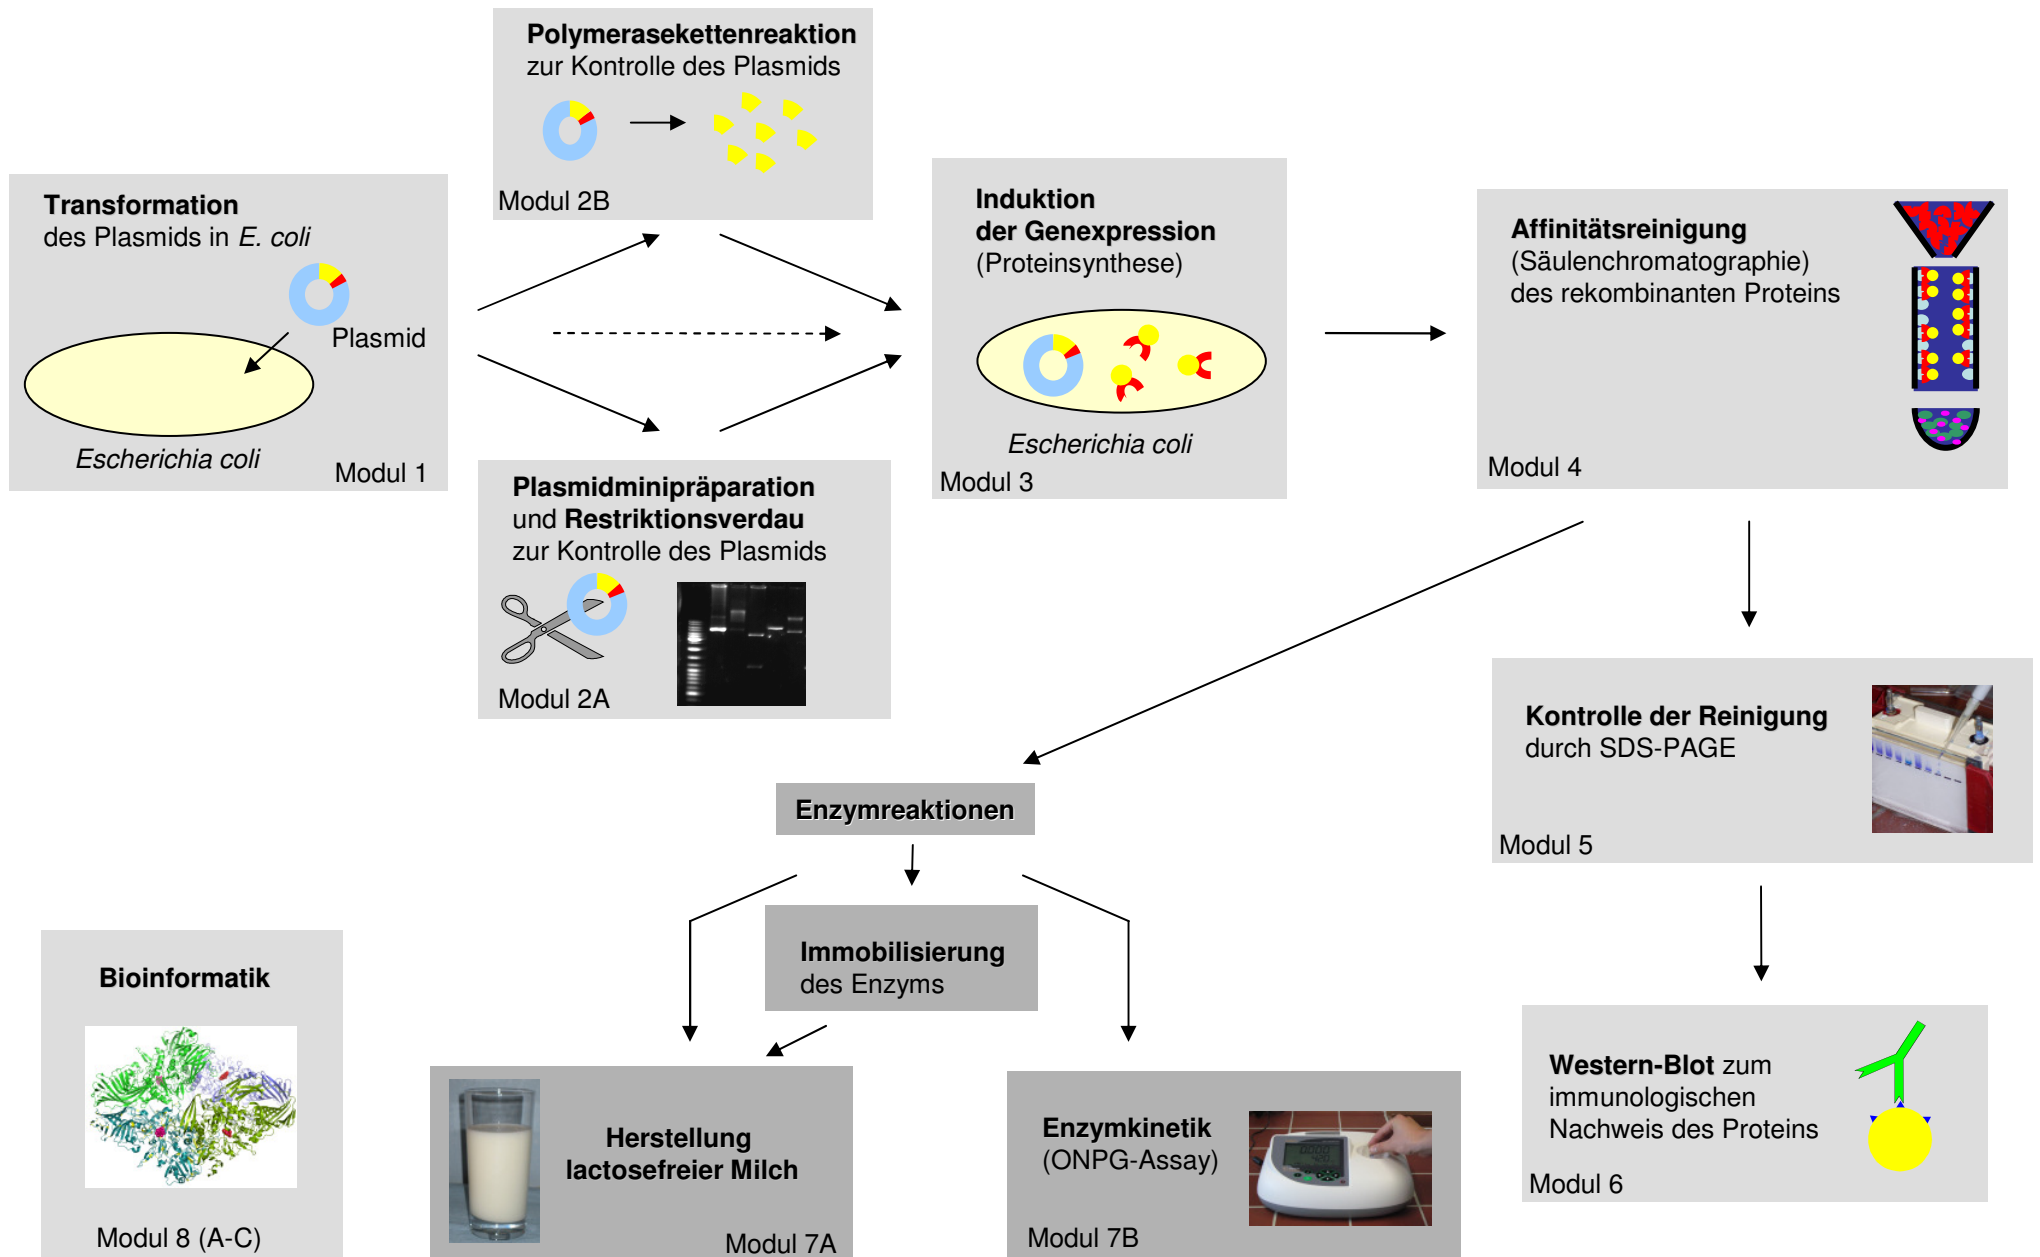 Polymerasekettenreaktion
zur Kontrolle des Plasmids
Modul 2B
Transformation
des Plasmids in E. coli
Plasmid
Escherichia coli
Modul 1
Induktion
der Genexpression
(Proteinsynthese)
Escherichia coli
Modul 3
Affinitätsreinigung
(Säulenchromatographie)
des rekombinanten Proteins
Modul 4
Plasmidminipräparation
und Restriktionsverdau
zur Kontrolle des Plasmids
Modul 2A
Kontrolle der Reinigung
durch SDS-PAGE
Modul 5
Enzymreaktionen
Immobilisierung
des Enzyms
Bioinformatik
Modul 8 (A-C)
Herstellung
lactosefreier Milch
Modul 7A
Enzymkinetik
(ONPG-Assay)
Modul 7B
Western-Blot zum
immunologischen
Nachweis des Proteins
Modul 6